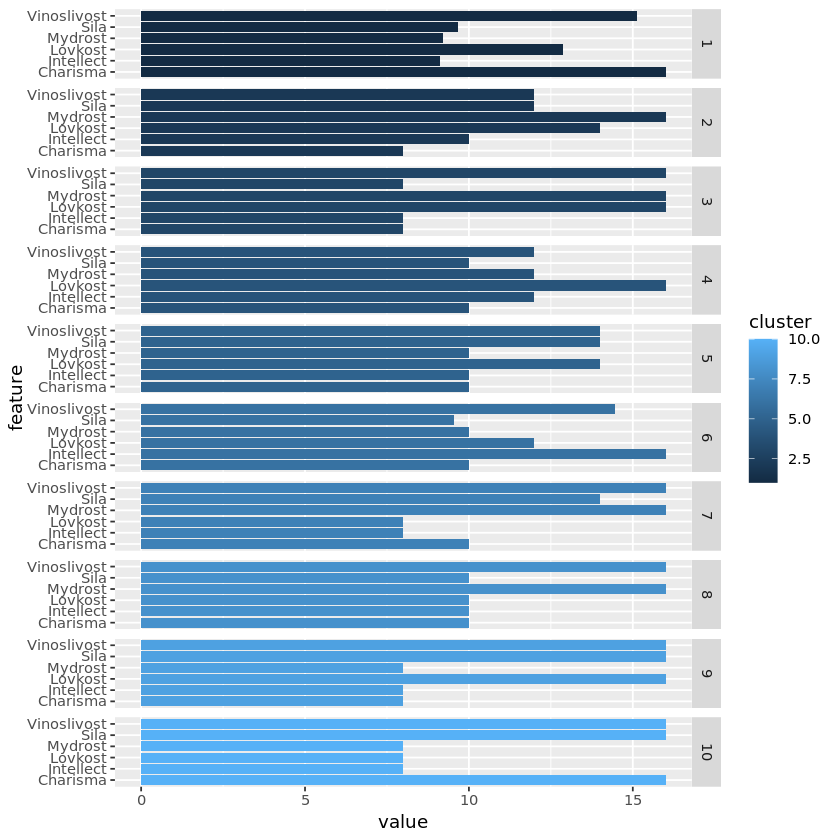 Vinoslivost
Sila
Mydrost
Lovkost
Intellect
Charisma
1
Vinoslivost
Sila
Mydrost
Lovkost
Intellect
Charisma
2
Vinoslivost
Sila
Mydrost
Lovkost
Intellect
Charisma
3
Vinoslivost
Sila
Mydrost
Lovkost
Intellect
Charisma
4
Vinoslivost
Sila
Mydrost
Lovkost
Intellect
Charisma
5
Vinoslivost
Sila
Mydrost
Lovkost
Intellect
Charisma
6
Vinoslivost
Sila
Mydrost
Lovkost
Intellect
Charisma
7
Vinoslivost
Sila
Mydrost
Lovkost
Intellect
Charisma
8
Vinoslivost
Sila
Mydrost
Lovkost
Intellect
Charisma
9
Vinoslivost
Sila
Mydrost
Lovkost
Intellect
Charisma
10
0 5 10 15
value
feature
cluster
10.0
7.5
5.0
2.5